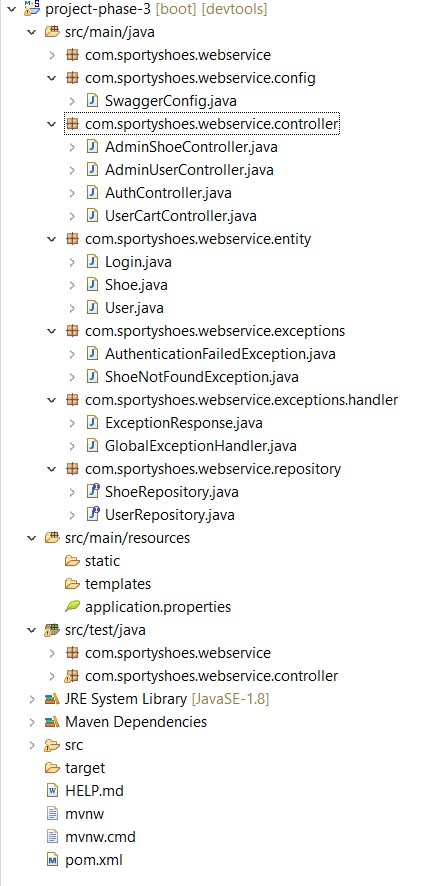 project-phase-3 [boot] [devtools]
src/main/java
com.sportyshoes.webservice
com.sportyshoes.webservice.config
SwaggerConfig.java
com.sportyshoes.webservice.controller
AdminShoeController.java
AdminUserController.java
AuthController.java
UserCartController.java
com.sportyshoes.webservice.entity
Login.java
Shoe.java
User.java
com.sportyshoes.webservice.exceptions
AuthenticationFailedException.java
ShoeNotFoundException.java
com.sportyshoes.webservice.exceptions.handler
ExceptionResponse.java
GlobalExceptionHandler.java
com.sportyshoes.webservice.repository
ShoeRepository.java
UserRepository.java
src/main/resources
static
templates
application.properties
src/test/java
com.sportyshoes.webservice
com.sportyshoes.webservice.controller
JRE System Library [JavaSE-1.8]
Maven Dependencies
src
target
HELP.md
mvnw
mvnw.cmd
pom.xml